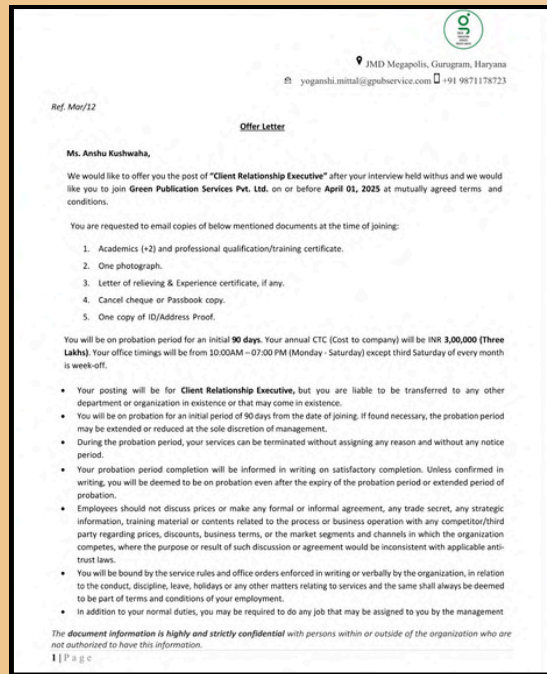 g
JMD Megapolis, Gurugram, Haryana
yoganshi.mittal@gpubservice.com +91 9871178723
Ref. Mar/12
Offer Letter
Ms. Anshu Kushwaha,
We would like to offer you the post of "Client Relationship Executive" after your interview held withus and we would
like you to join Green Publication Services Pvt. Ltd. on or before April 01, 2025 at mutually agreed terms and
conditions.
You are requested to email copies of below mentioned documents at the time of joining:
1. Academics (+2) and professional qualification/training certificate.
2. One photograph.
3. Letter of relieving & Experience certificate, if any.
4. Cancel cheque or Passbook copy.
5. One copy of ID/Address Proof.
You will be on probation period for an initial 90 days. Your annual CTC (Cost to company) will be INR 3,00,000 (Three
Lakhs). Your office timings will be from 10:00AM – 07:00 PM (Monday - Saturday) except third Saturday of every month
is week-off.
• Your posting will be for Client Relationship Executive, but you are liable to be transferred to any other
department or organization in existence or that may come in existence.
• You will be on probation for an initial period of 90 days from the date of joining. If found necessary, the probation period
may be extended or reduced at the sole discretion of management.
• During the probation period, your services can be terminated without assigning any reason and without any notice
period.
• Your probation period completion will be informed in writing on satisfactory completion. Unless confirmed in
writing, you will be deemed to be on probation even after the expiry of the probation period or extended period of
probation.
• Employees should not discuss prices or make any formal or informal agreement, any trade secret, any strategic
information, training material or contents related to the process or business operation with any competitor/third
party regarding prices, discounts, business terms, or the market segments and channels in which the organization
competes, where the purpose or result of such discussion or agreement would be inconsistent with applicable anti-
trust laws.
• You will be bound by the service rules and office orders enforced in writing or verbally by the organization, in relation
to the conduct, discipline, leave, holidays or any other matters relating to services and the same shall always be deemed
to be part of terms and conditions of your employment.
• In addition to your normal duties, you may be required to do any job that may be assigned to you by the management
The document information is highly and strictly confidential with persons within or outside of the organization who are
not authorized to have this information.
1 | Page